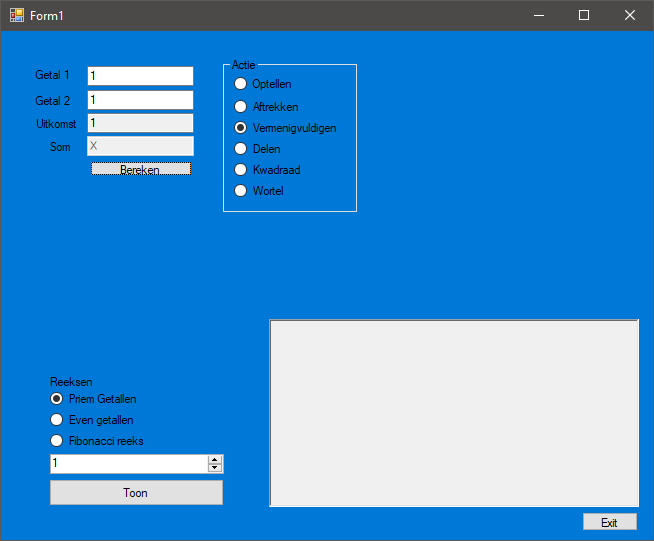 Form1
Getal 1 1
Getal 2 1
Uitkomst 1
Som X
Bereken
Actie
Optellen
Aftrekken
Vermenigvuldigen
Delen
Kwadraad
Wortel
Reeksen
Priem Getallen
Even getallen
Fibonacci reeks
1
Toon
Exit